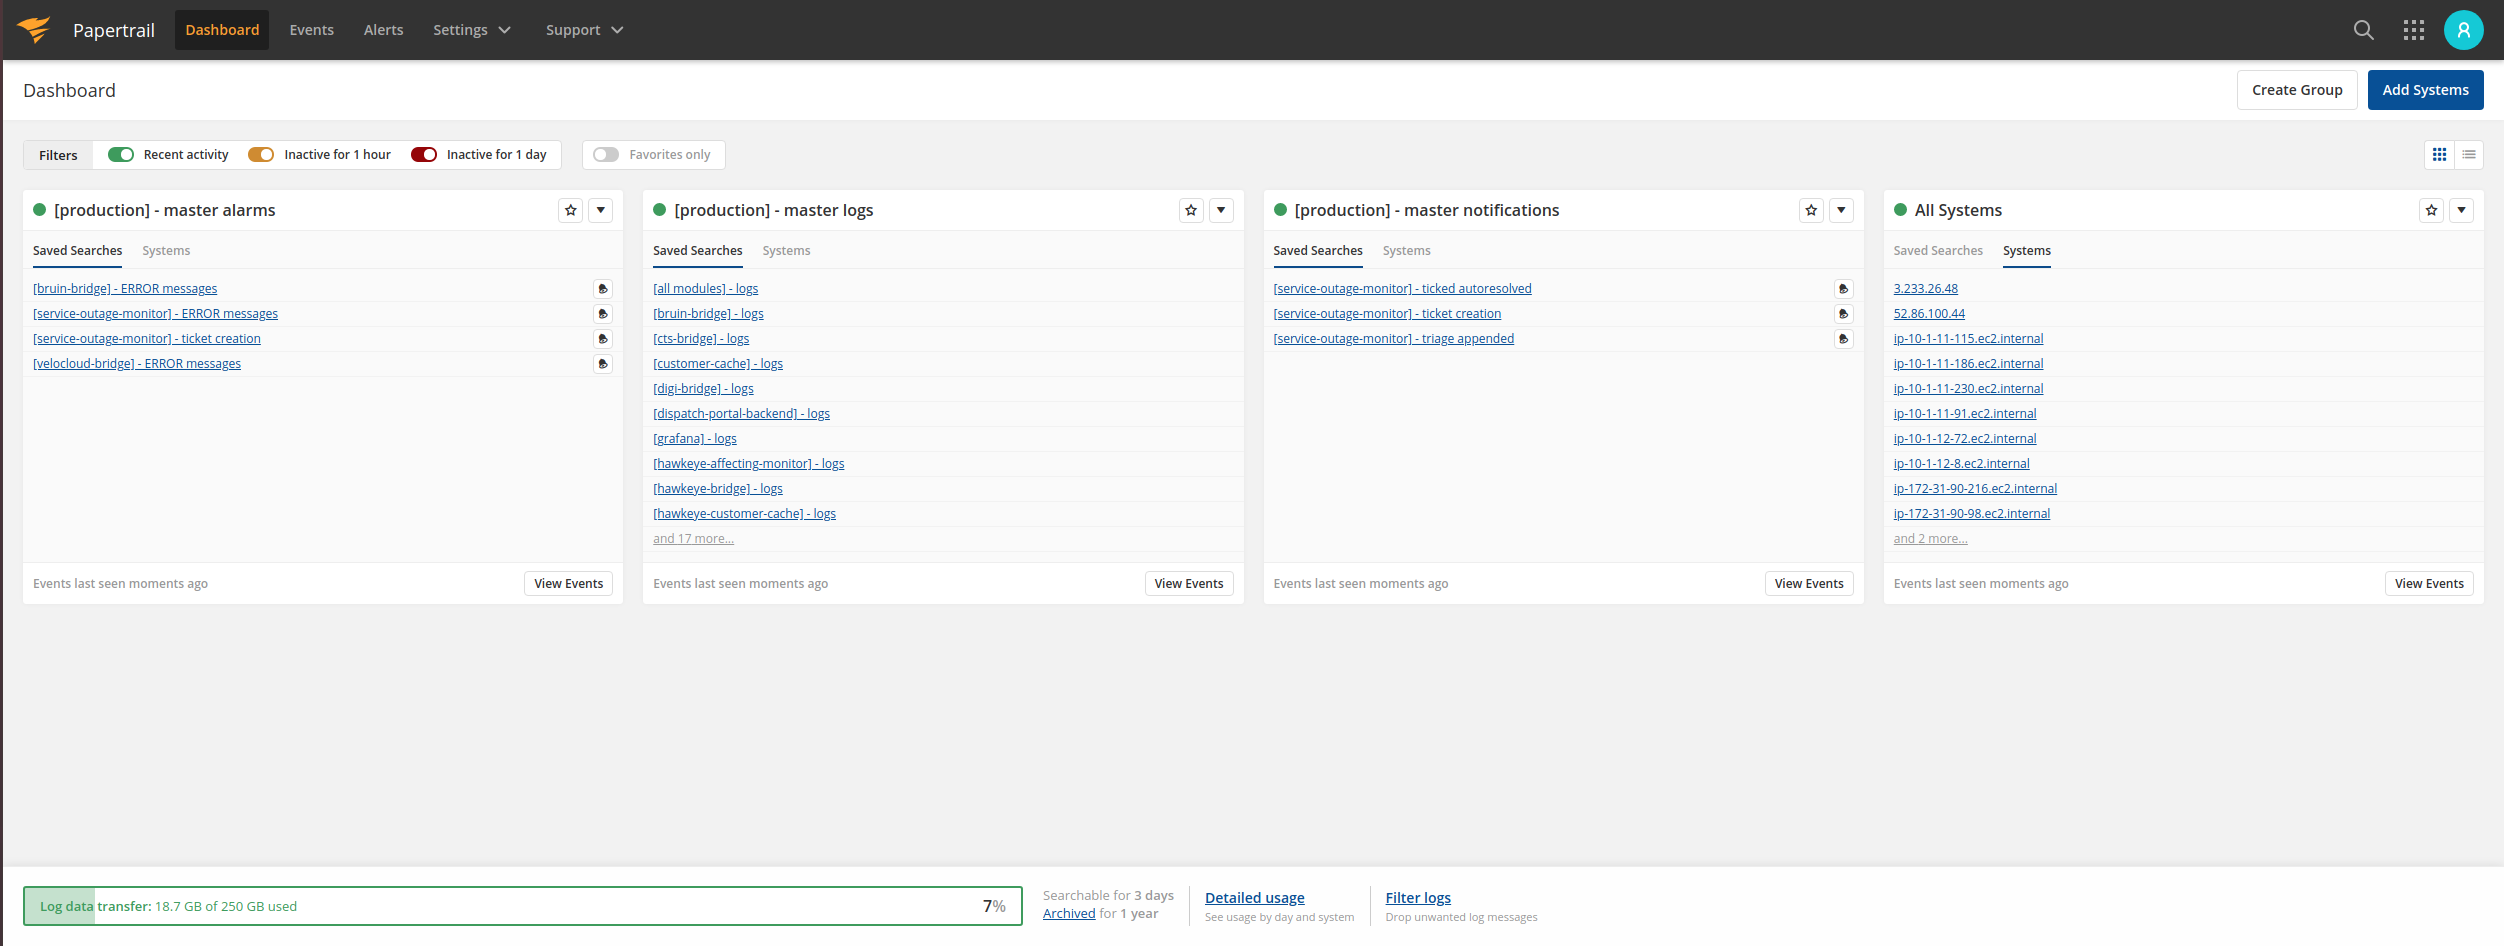 Papertrail Dashboard Events Alerts Settings Support
Dashboard
Create Group Add Systems
Filters Recent activity Inactive for 1 hour Inactive for 1 day Favorites only
[production] - master alarms
Saved Searches Systems
[bruin-bridge] - ERROR messages
[service-outage-monitor] - ERROR messages
[service-outage-monitor] - ticket creation
[velocloud-bridge] - ERROR messages
Events last seen moments ago View Events
[production] - master logs
Saved Searches Systems
[all modules] - logs
[bruin-bridge] - logs
[cts-bridge] - logs
[customer-cache] - logs
[digi-bridge] - logs
[dispatch-portal-backend] - logs
[grafana] - logs
[hawkeye-affecting-monitor] - logs
[hawkeye-bridge] - logs
[hawkeye-customer-cache] - logs
and 17 more...
Events last seen moments ago View Events
[production] - master notifications
Saved Searches Systems
[service-outage-monitor] - ticked autoresolved
[service-outage-monitor] - ticket creation
[service-outage-monitor] - triage appended
Events last seen moments ago View Events
All Systems
Saved Searches Systems
3.233.26.48
52.86.100.44
ip-10-1-11-115.ec2.internal
ip-10-1-11-186.ec2.internal
ip-10-1-11-230.ec2.internal
ip-10-1-11-91.ec2.internal
ip-10-1-12-72.ec2.internal
ip-10-1-12-8.ec2.internal
ip-172-31-90-216.ec2.internal
ip-172-31-90-98.ec2.internal
and 2 more...
Events last seen moments ago View Events
Log data transfer: 18.7 GB of 250 GB used 7%
Searchable for 3 days
Archived for 1 year
Detailed usage
See usage by day and system
Filter logs
Drop unwanted log messages